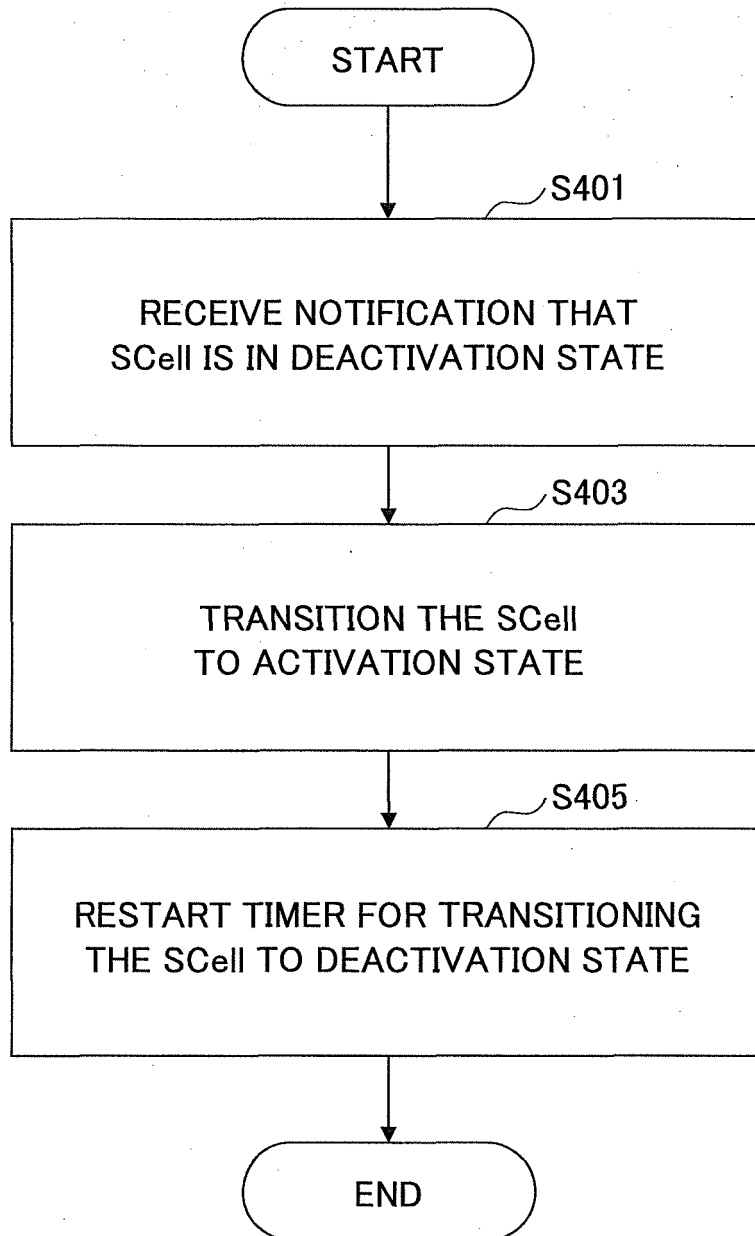 START
S401
RECEIVE NOTIFICATION THAT
SCell IS IN DEACTIVATION STATE
S403
TRANSITION THE SCell
TO ACTIVATION STATE
S405
RESTART TIMER FOR TRANSITIONING
THE SCell TO DEACTIVATION STATE
END